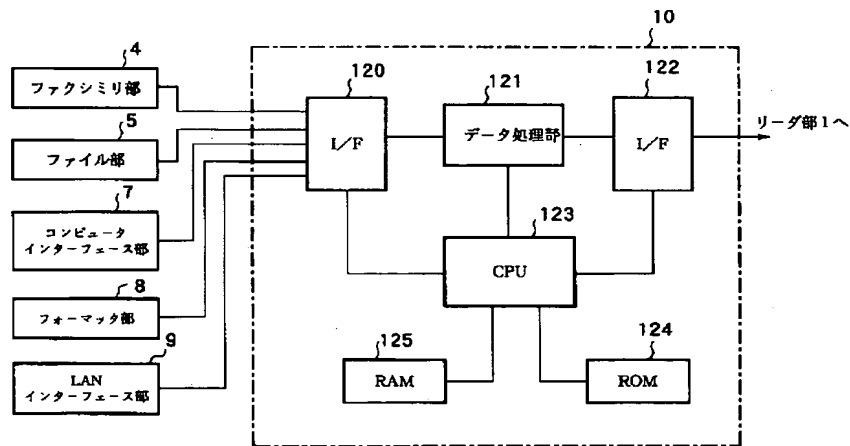 10
4
ファクシミリ部
5
ファイル部
7
コンピュータ
インターフェース部
8
フォーマッタ部
9
LAN
インターフェース部
120
I/F
121
データ処理部
122
I/F
リーダ部1へ
123
CPU
125
RAM
124
ROM